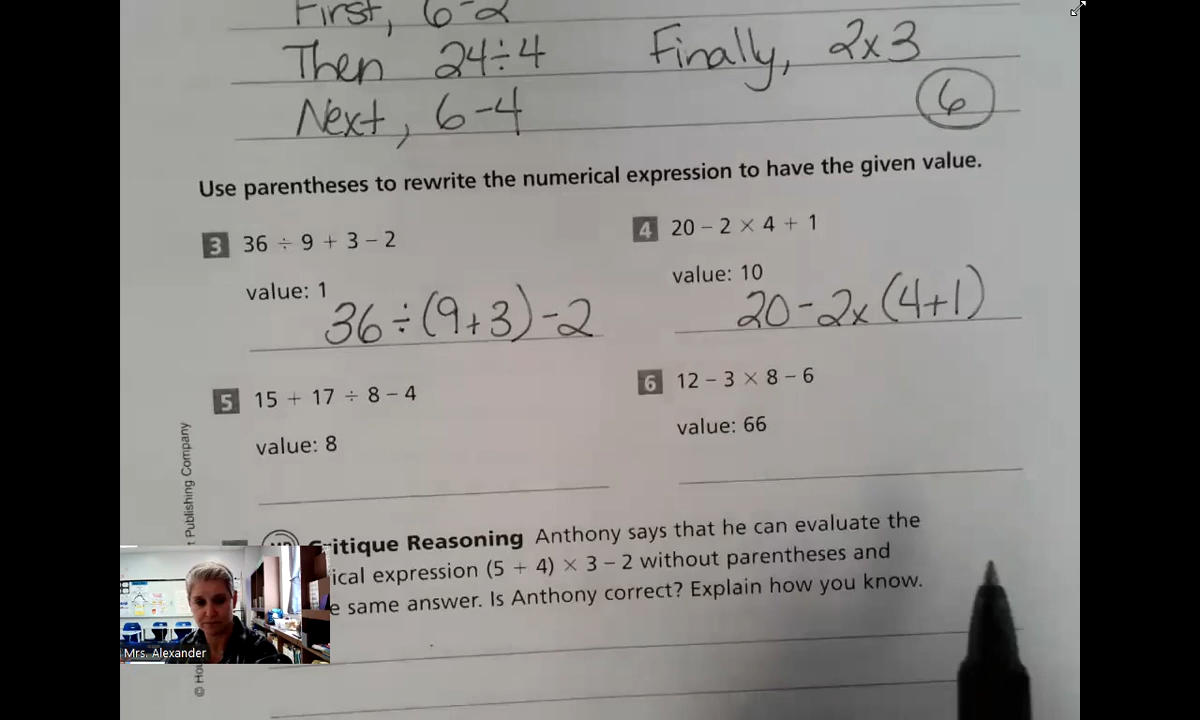 First, 6-2
Then 24÷4 Finally, 2x3
Next, 6-4 6
Use parentheses to rewrite the numerical expression to have the given value.
3 36 ÷ 9 + 3 − 2
value: 1
36÷(9+3)-2
4 20 − 2 × 4 + 1
value: 10
20-2x(4+1)
5 15 + 17 ÷ 8 − 4
value: 8
6 12 − 3 × 8 − 6
value: 66
Critique Reasoning Anthony says that he can evaluate the
ical expression (5 + 4) × 3 − 2 without parentheses and
e same answer. Is Anthony correct? Explain how you know.
Mrs. Alexander
© Hou t Publishing Company